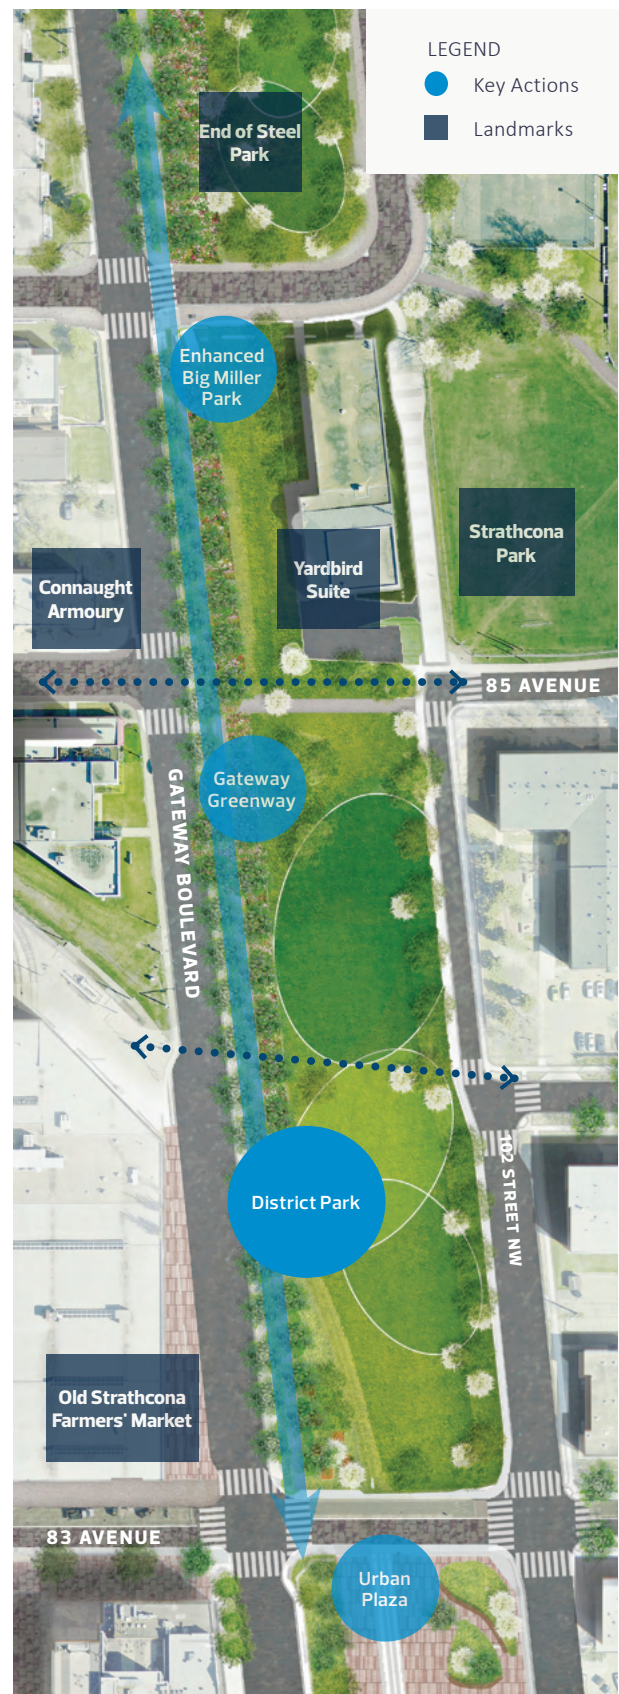 LEGEND
Key Actions
Landmarks
End of Steel
Park
Enhanced
Big Miller
Park
Strathcona
Park
Yardbird
Suite
Connaught
Armoury
85 AVENUE
Gateway
Greenway
GATEWAY BOULEVARD
102 STREET NW
District Park
Old Strathcona
Farmers' Market
83 AVENUE
Urban
Plaza